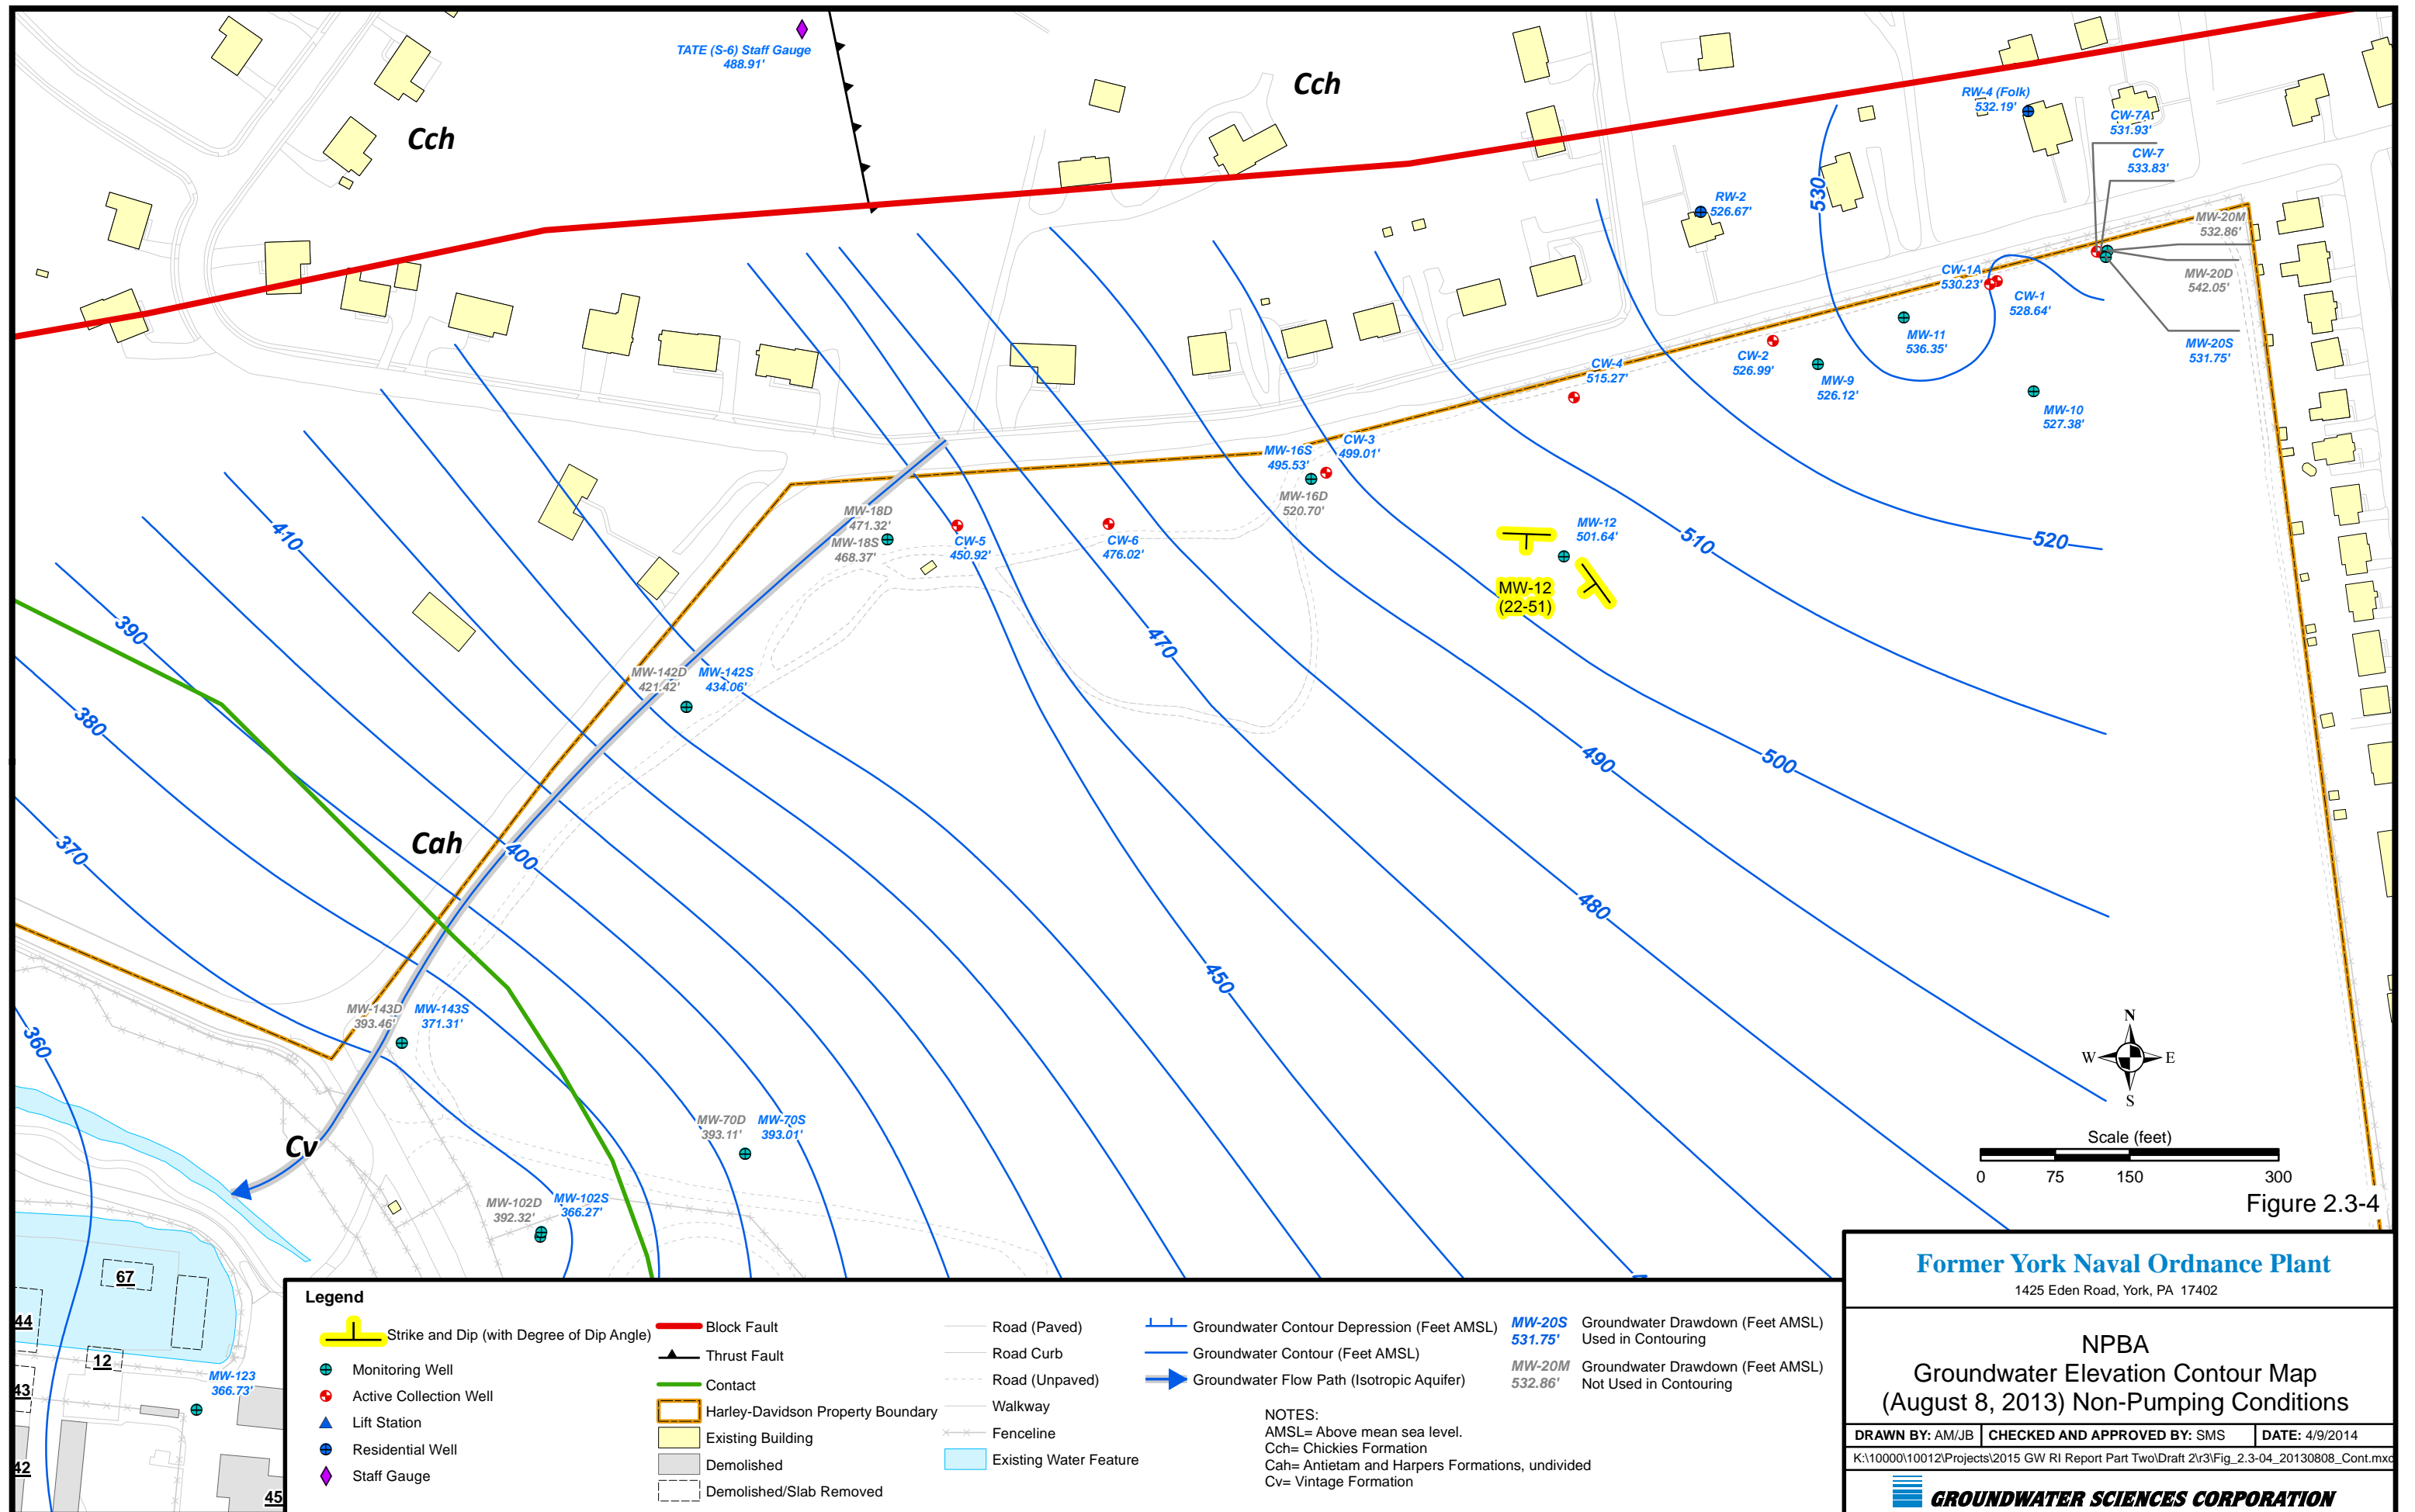 TATE (S-6) Staff Gauge
488.91'
Cch
Cch
RW-4 (Folk)
532.19'
CW-7A
531.93'
CW-7
533.83'
530
RW-2
526.67'
MW-20M
532.86'
CW-1A
530.23'
MW-20D
542.05'
CW-1
528.64'
MW-11
536.35'
MW-20S
531.75'
CW-2
526.99'
CW-4
515.27'
MW-9
526.12'
MW-10
527.38'
MW-16S
495.53'
CW-3
499.01'
MW-16D
520.70'
MW-18D
471.32'
MW-18S
468.37'
CW-5
450.92'
CW-6
476.02'
MW-12
501.64'
MW-12
(22-51)
410
510
520
390
470
MW-142D
421.42'
MW-142S
434.06'
380
490
500
370
Cah
400
480
450
MW-143D
393.46'
MW-143S
371.31'
360
N
W
E
S
Cv
MW-70D
393.11'
MW-70S
393.01'
Scale (feet)
0 75 150 300
MW-102D
392.32'
MW-102S
366.27'
Figure 2.3-4
67
44
12
43
MW-123
366.73'
42
45
Legend
Strike and Dip (with Degree of Dip Angle)
Monitoring Well
Active Collection Well
Lift Station
Residential Well
Staff Gauge
Block Fault
Thrust Fault
Contact
Harley-Davidson Property Boundary
Existing Building
Demolished
Demolished/Slab Removed
Road (Paved)
Road Curb
Road (Unpaved)
Walkway
Fenceline
Existing Water Feature
Groundwater Contour Depression (Feet AMSL)
Groundwater Contour (Feet AMSL)
Groundwater Flow Path (Isotropic Aquifer)
MW-20S
531.75'
Groundwater Drawdown (Feet AMSL)
Used in Contouring
MW-20M
532.86'
Groundwater Drawdown (Feet AMSL)
Not Used in Contouring
NOTES:
AMSL= Above mean sea level.
Cch= Chickies Formation
Cah= Antietam and Harpers Formations, undivided
Cv= Vintage Formation
Former York Naval Ordnance Plant
1425 Eden Road, York, PA 17402
NPBA
Groundwater Elevation Contour Map
(August 8, 2013) Non-Pumping Conditions
DRAWN BY: AM/JB CHECKED AND APPROVED BY: SMS DATE: 4/9/2014
K:\10000\10012\Projects\2015 GW RI Report Part Two\Draft 2\r3\Fig_2.3-04_20130808_Cont.mxd
GROUNDWATER SCIENCES CORPORATION